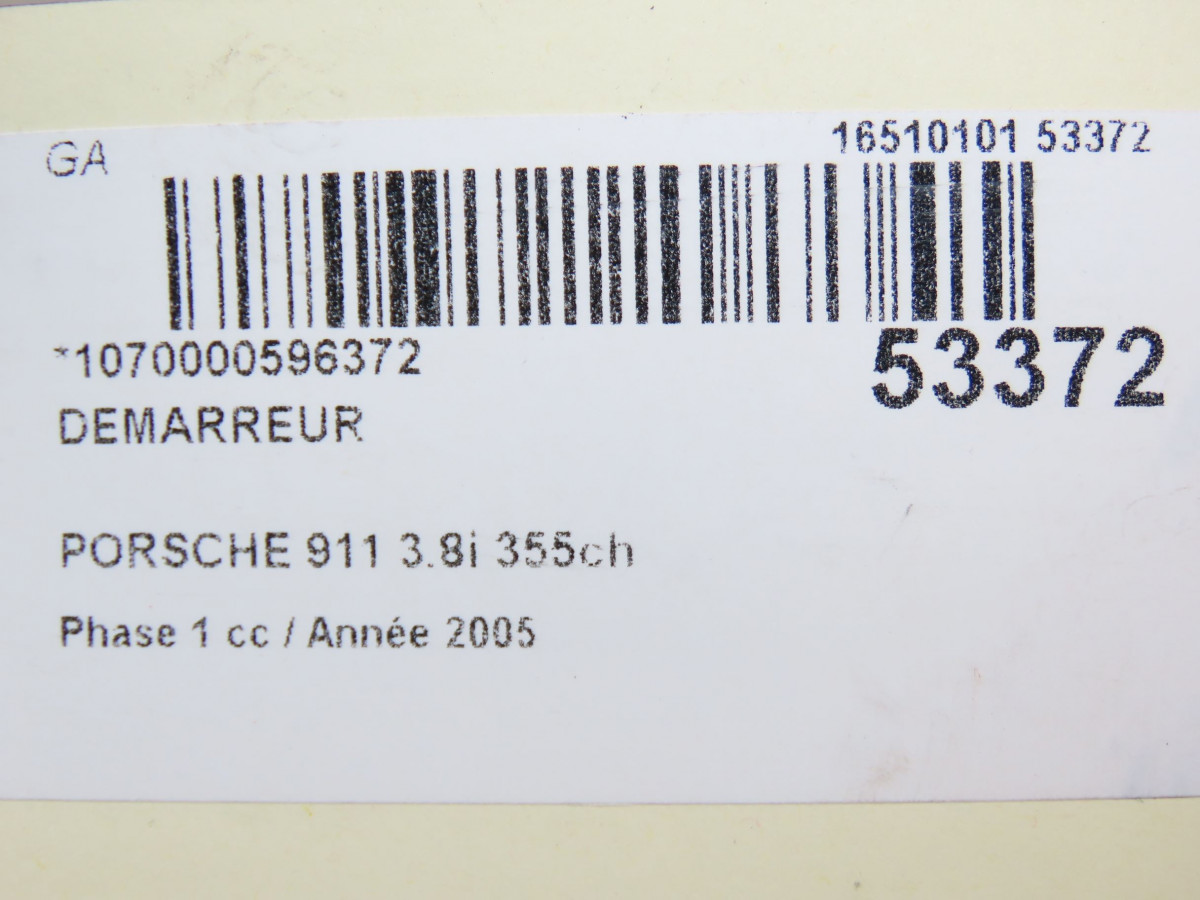 GA
16510101 53372
*1070000596372
53372
DEMARREUR
PORSCHE 911 3.8i 355ch
Phase 1 cc / Année 2005